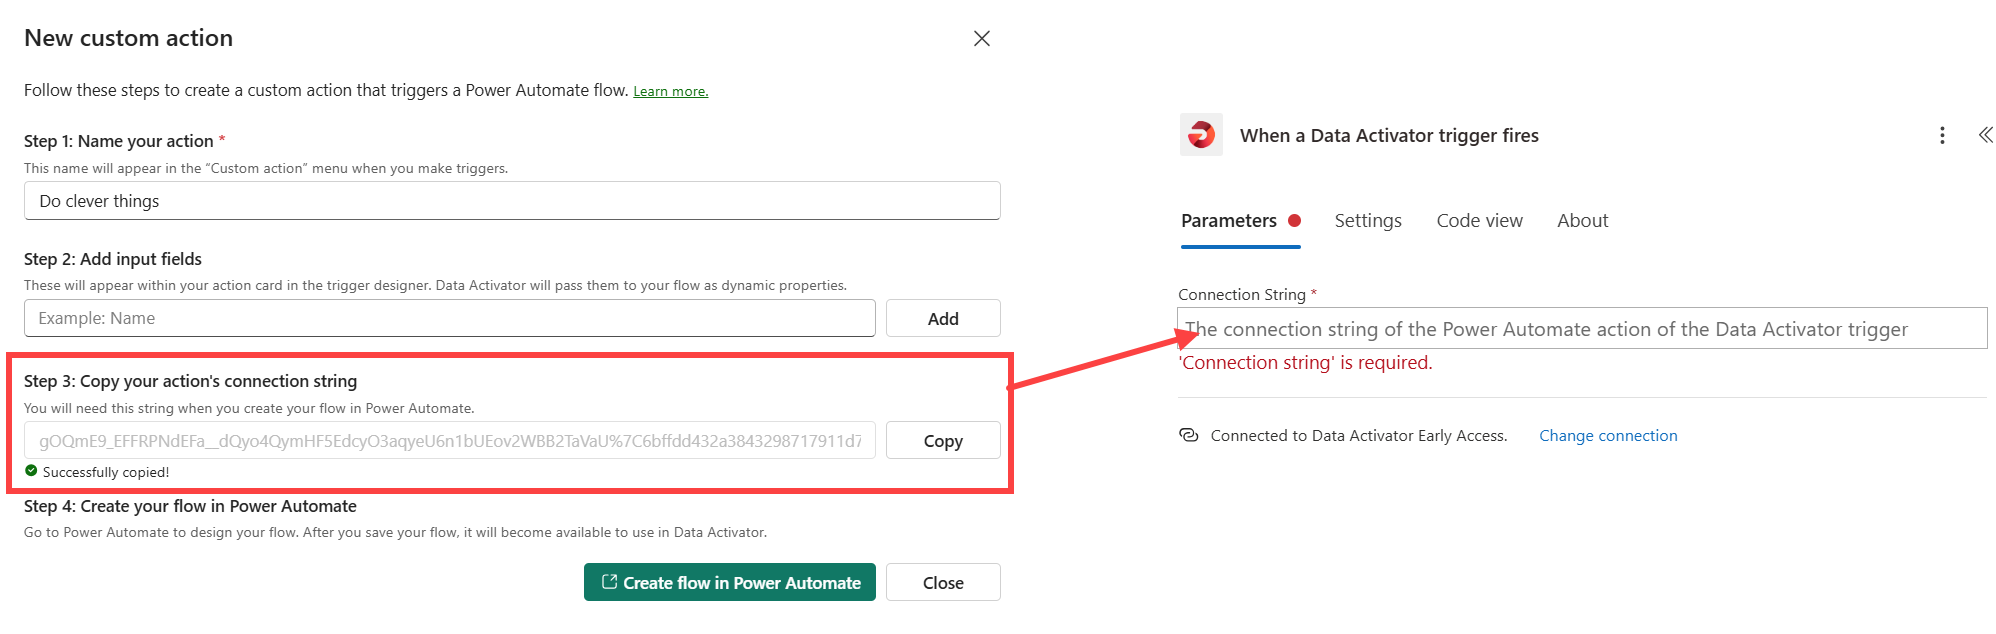 New custom action
Follow these steps to create a custom action that triggers a Power Automate flow. Learn more.
Step 1: Name your action *
This name will appear in the “Custom action” menu when you make triggers.
Do clever things
Step 2: Add input fields
These will appear within your action card in the trigger designer. Data Activator will pass them to your flow as dynamic properties.
Example: Name
Add
Step 3: Copy your action's connection string
You will need this string when you create your flow in Power Automate.
gOQmE9_EFFRPNdEFa__dQyo4QymHF5EdcyO3aqyeU6n1bUEov2WBB2TaVaU%7C6bffdd432a3843298717911d7
Copy
Successfully copied!
Step 4: Create your flow in Power Automate
Go to Power Automate to design your flow. After you save your flow, it will become available to use in Data Activator.
Create flow in Power Automate
Close
When a Data Activator trigger fires
Parameters
Settings
Code view
About
Connection String *
The connection string of the Power Automate action of the Data Activator trigger
'Connection string' is required.
Connected to Data Activator Early Access.
Change connection